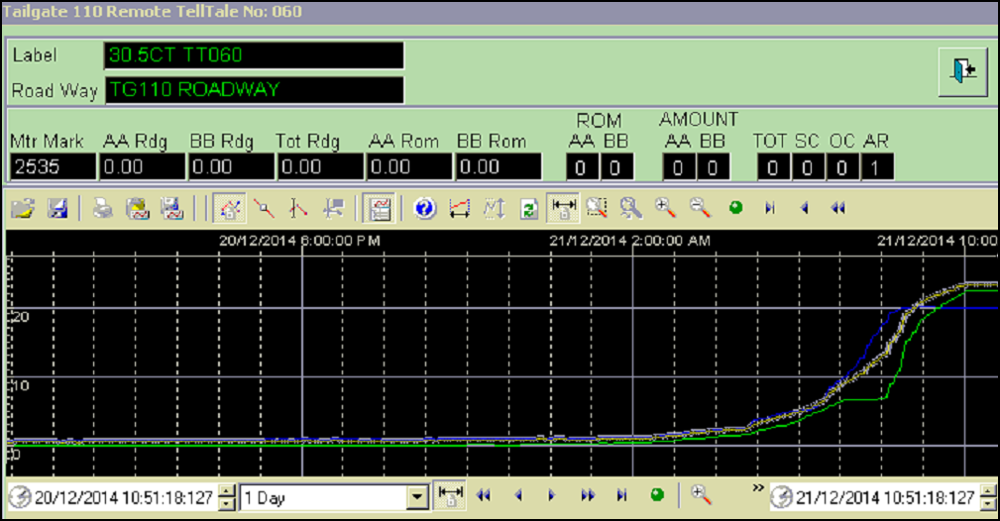 Tailgate 110 Remote TellTale No: 060
Label 30.5CT TT060
Road Way TG110 ROADWAY
ROM AMOUNT
Mtr Mark AA Rdg BB Rdg Tot Rdg AA Rom BB Rom AA BB AA BB TOT SC OC AR
2535 0.00 0.00 0.00 0.00 0.00 0 0 0 0 0 0 0 1
20/12/2014 6:00:00 PM 21/12/2014 2:00:00 AM 21/12/2014 10:00
20
10
0
20/12/2014 10:51:18:127 1 Day 21/12/2014 10:51:18:127